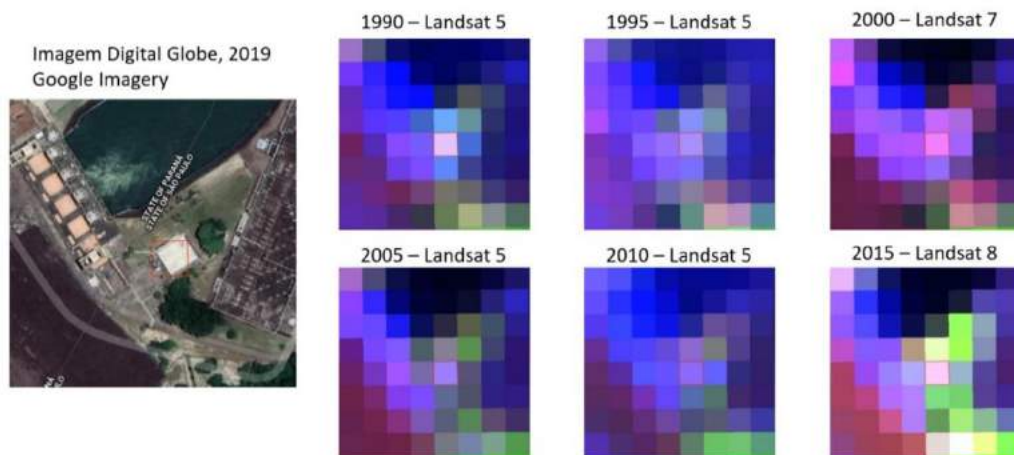 Imagem Digital Globe, 2019
Google Imagery
STATE OF PARANÁ
STATE OF SÃO PAULO
1990 – Landsat 5
1995 – Landsat 5
2000 – Landsat 7
2005 – Landsat 5
2010 – Landsat 5
2015 – Landsat 8